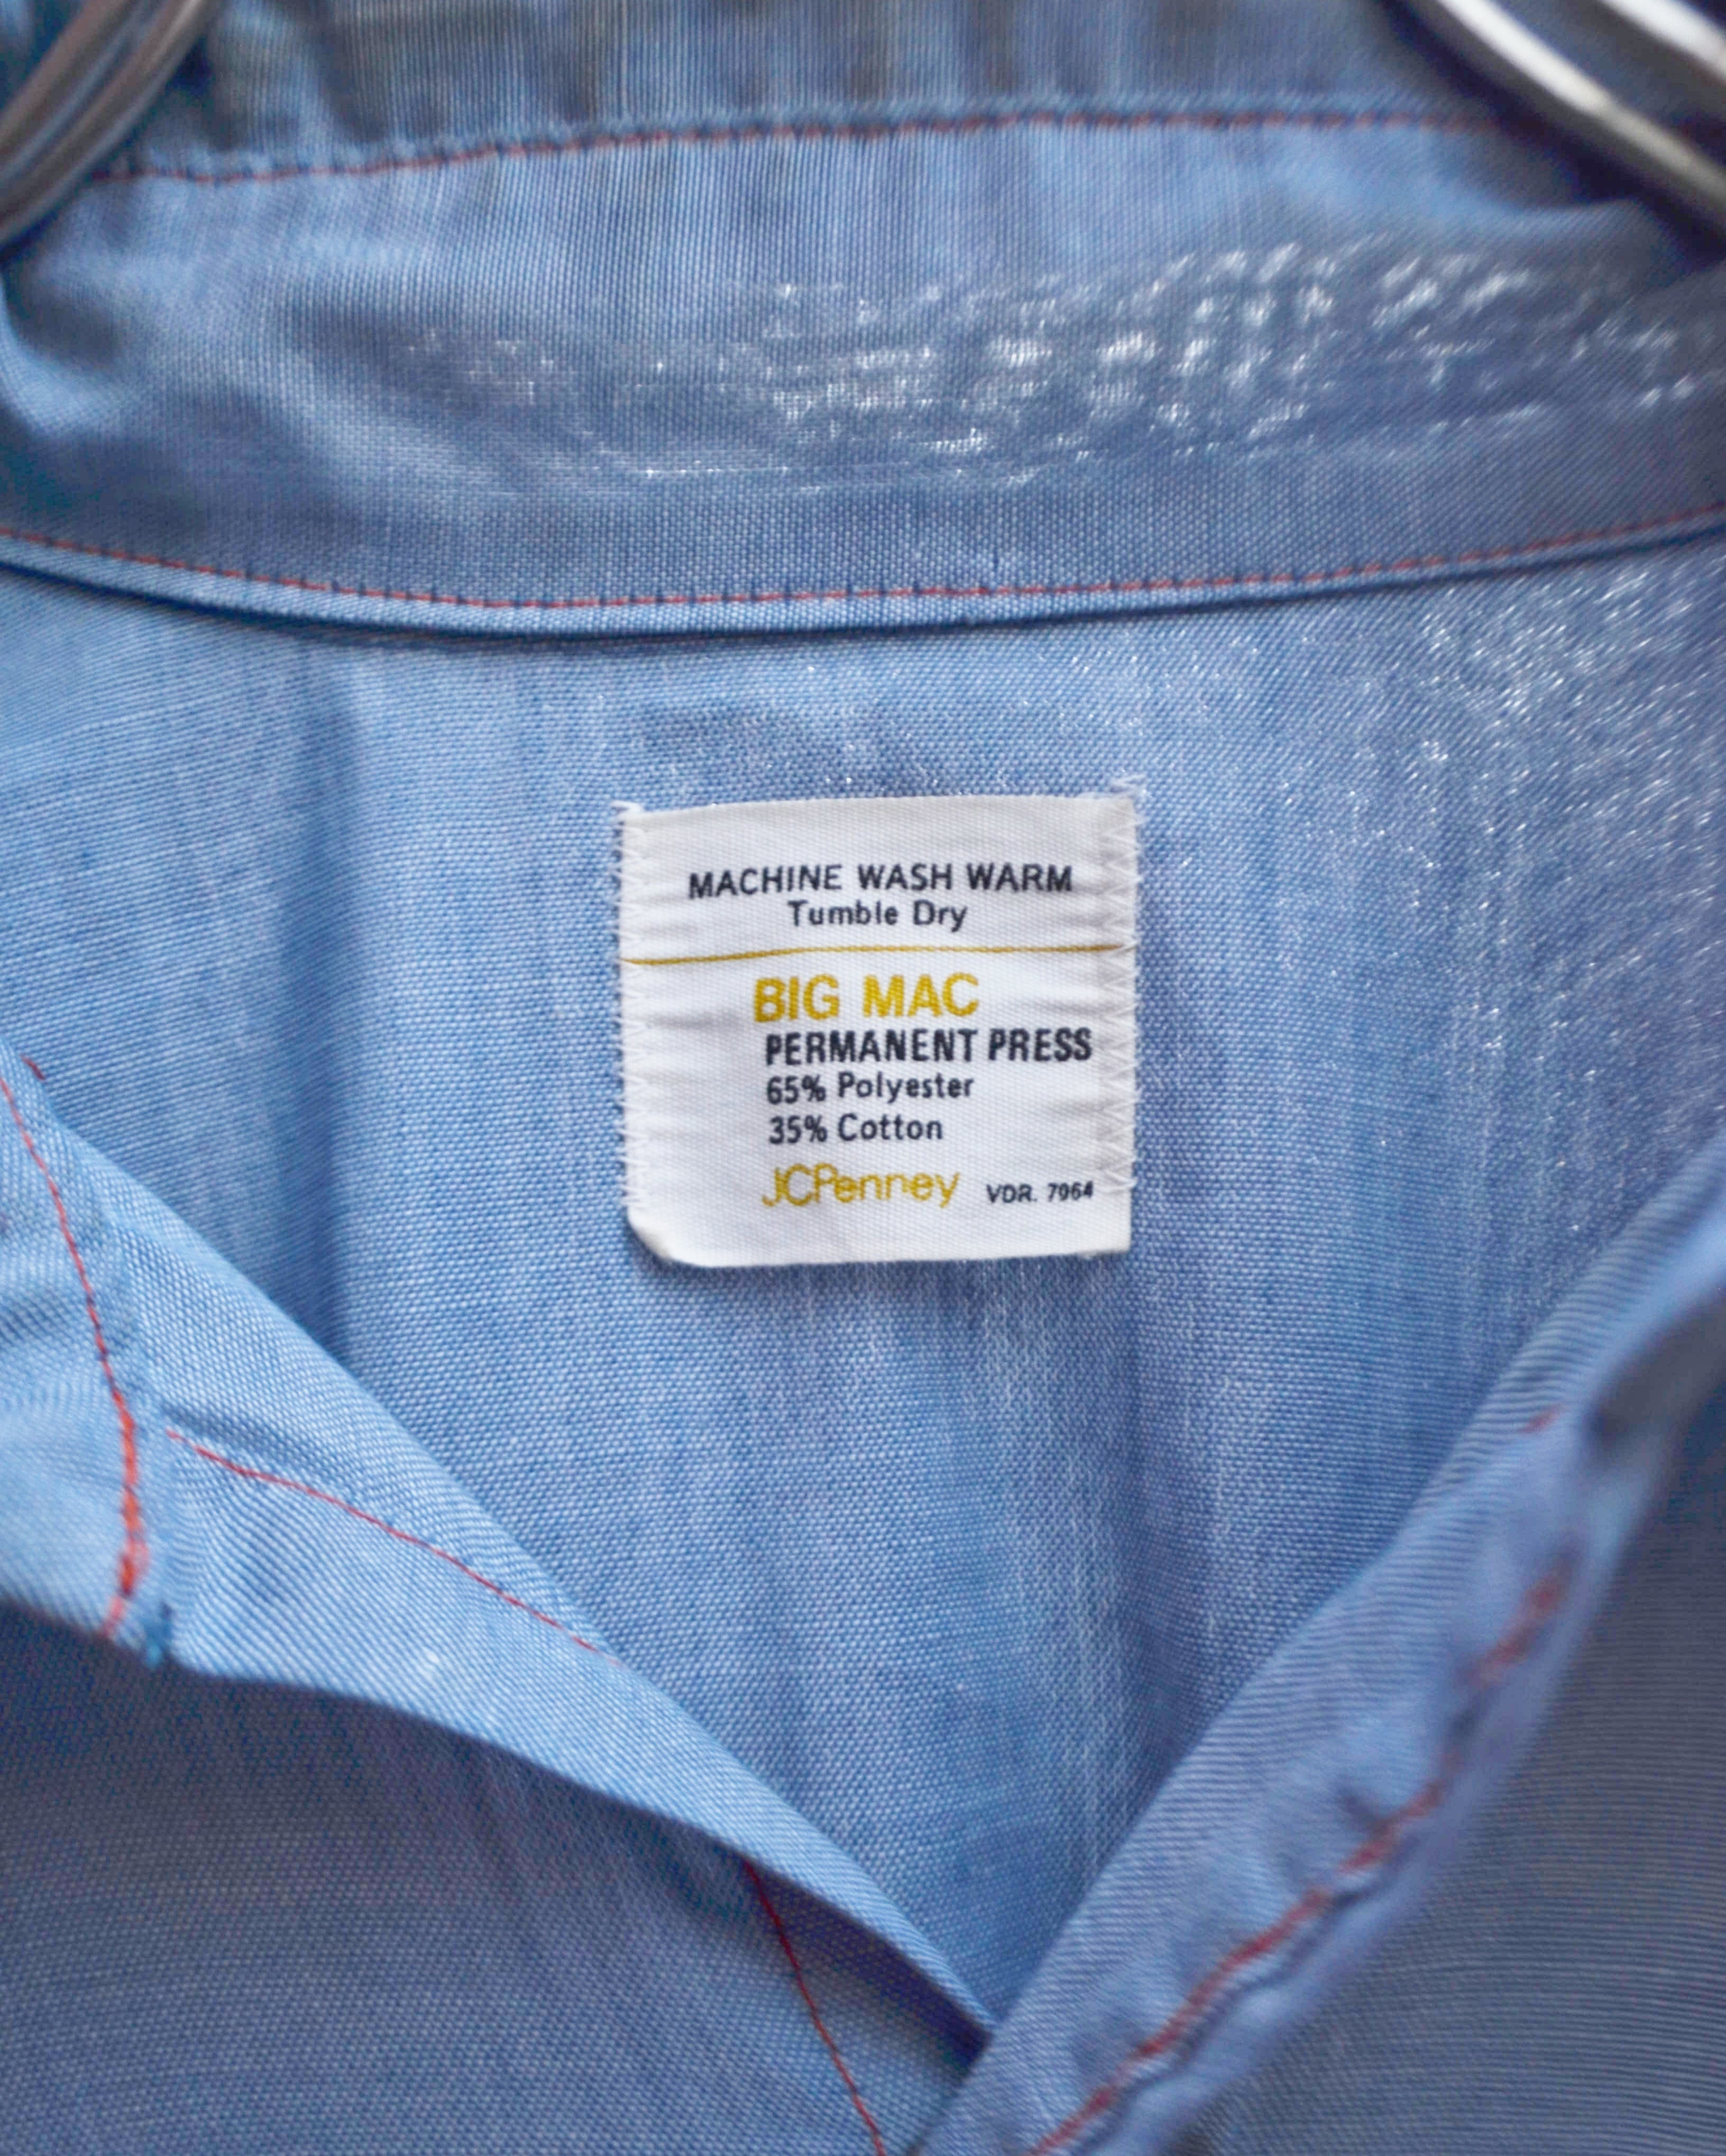 MACHINE WASH WARM
Tumble Dry
BIG MAC
PERMANENT PRESS
65% Polyester
35% Cotton
JCPenney VDR. 7964